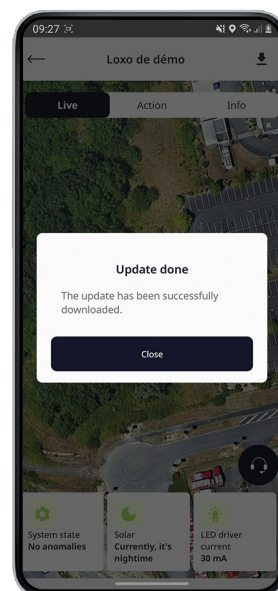 09:27
Loxo de démo
Live Action Info
Update done
The update has been successfully
downloaded.
Close
System state
No anomalies
Solar
Currently, it's
nightime
LED driver
current
30 mA